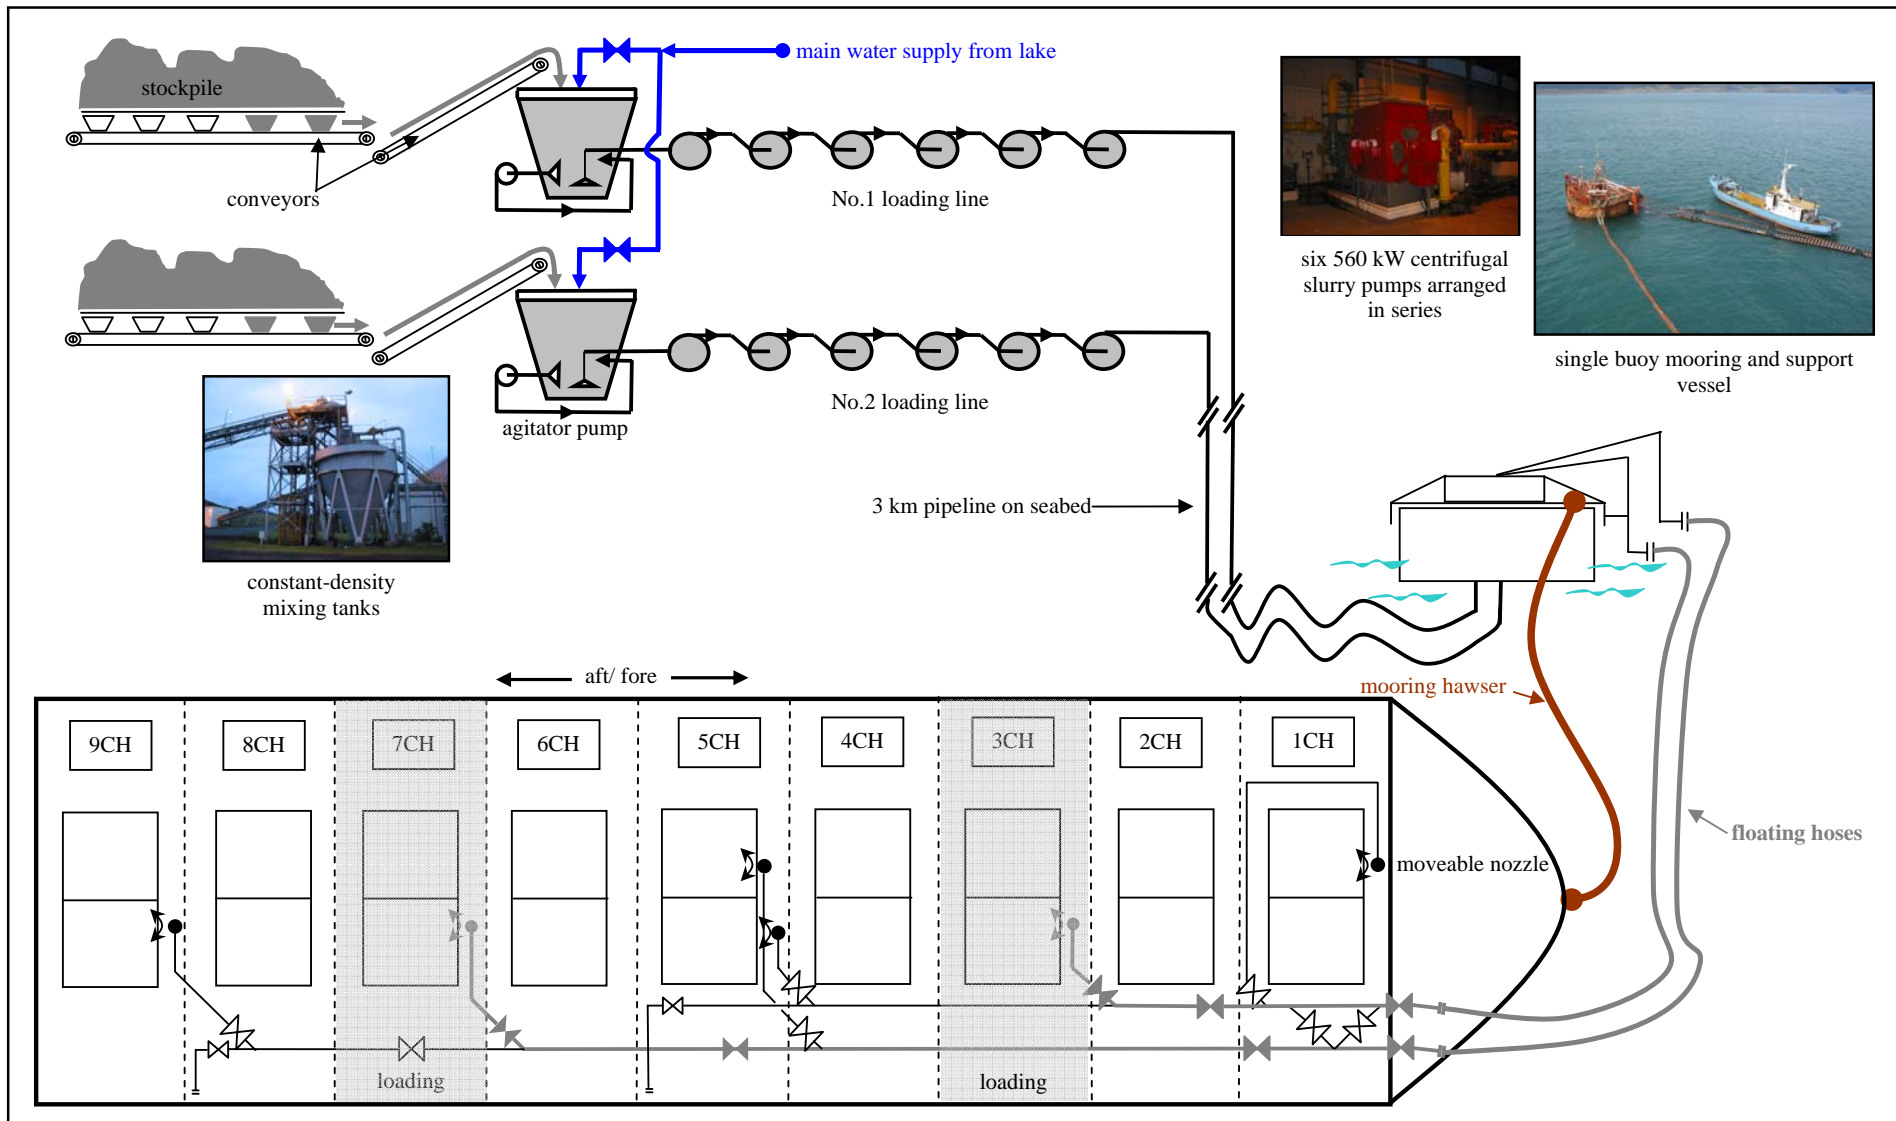 main water supply from lake
stockpile
conveyors
No.1 loading line
six 560 kW centrifugal
slurry pumps arranged
in series
single buoy mooring and support
vessel
No.2 loading line
agitator pump
constant-density
mixing tanks
3 km pipeline on seabed
aft/ fore
mooring hawser
9CH
8CH
7CH
6CH
5CH
4CH
3CH
2CH
1CH
floating hoses
moveable nozzle
loading
loading